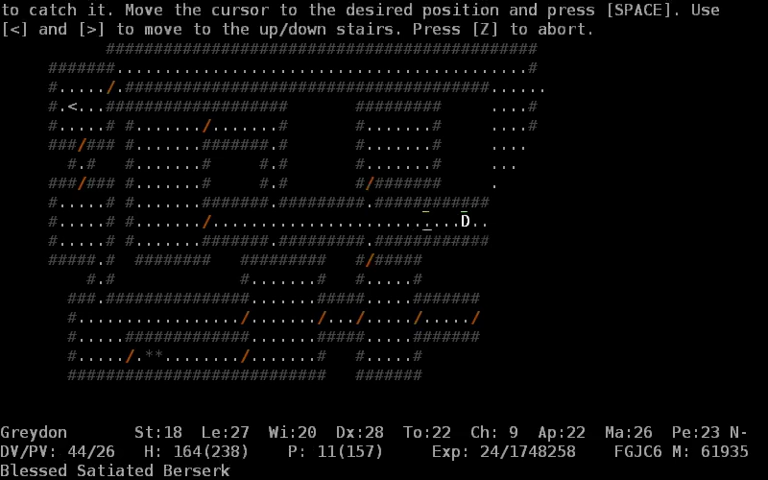 to catch it. Move the cursor to the desired position and press [SPACE]. Use
[<] and [>] to move to the up/down stairs. Press [Z] to abort.
Greydon St:18 Le:27 Wi:20 Dx:28 To:22 Ch: 9 Ap:22 Ma:26 Pe:23 N-
DV/PV: 44/26 H: 164(238) P: 11(157) Exp: 24/1748258 FGJC6 M: 61935
Blessed Satiated Berserk